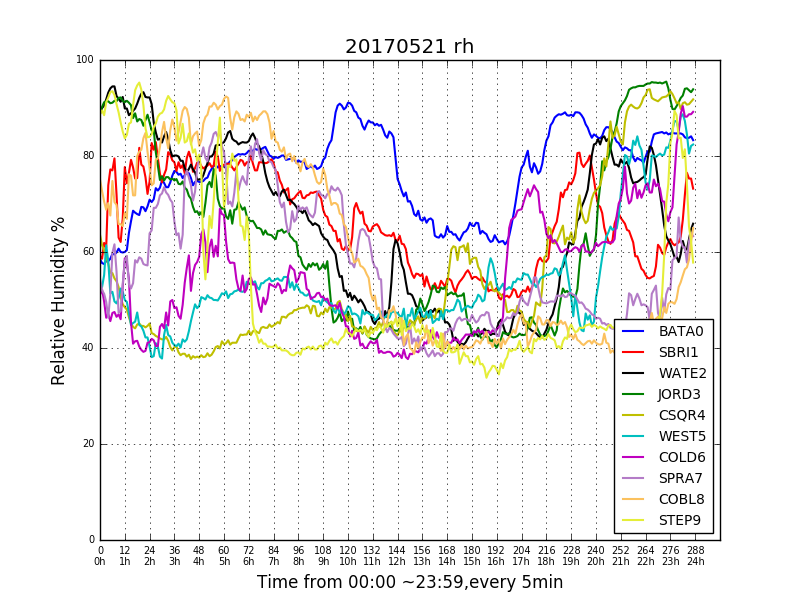 20170521 rh
Relative Humidity %
100
80
60
40
20
0
0 12 24 36 48 60 72 84 96 108 120 132 144 156 168 180 192 204 216 228 240 252 264 276 288
0h 1h 2h 3h 4h 5h 6h 7h 8h 9h 10h 11h 12h 13h 14h 15h 16h 17h 18h 19h 20h 21h 22h 23h 24h
Time from 00:00 ~23:59,every 5min
BATA0
SBRI1
WATE2
JORD3
CSQR4
WEST5
COLD6
SPRA7
COBL8
STEP9